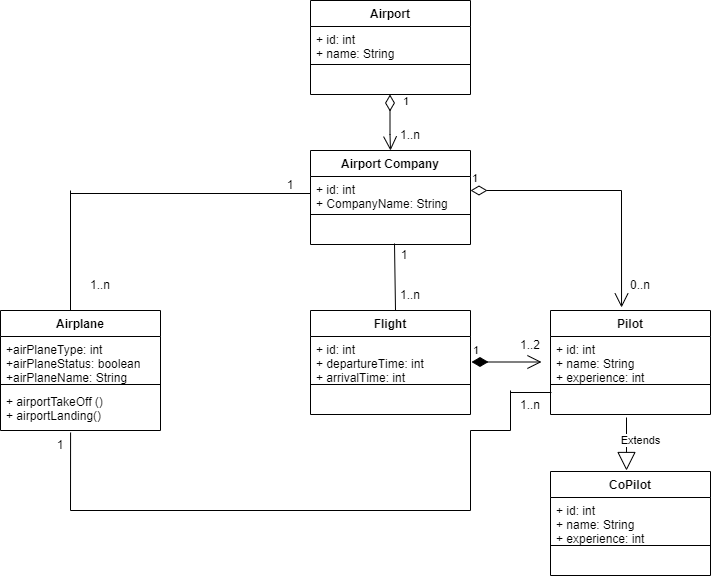 Airport
+ id: int
+ name: String
1
1..n
Airport Company
+ id: int
+ CompanyName: String
1
1
1
1..n
1..n
0..n
Airplane
+airPlaneType: int
+airPlaneStatus: boolean
+airPlaneName: String
+ airportTakeOff ()
+ airportLanding()
1
Flight
+ id: int
+ departureTime: int
+ arrivalTime: int
1
1..2
Pilot
+ id: int
+ name: String
+ experience: int
1..n
Extends
CoPilot
+ id: int
+ name: String
+ experience: int